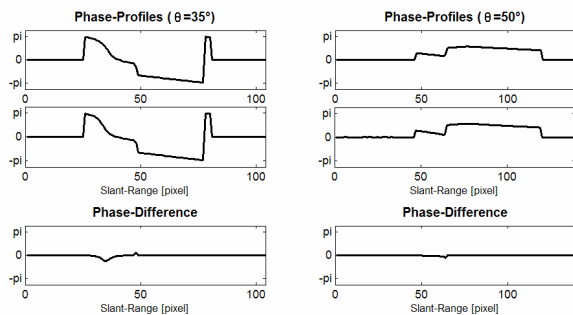 Phase-Profiles ( θ=35°)
pi
0
-pi
0 50 100
pi
0
-pi
0 50 100
Slant-Range [pixel]
Phase-Difference
pi
0
-pi
0 50 100
Slant-Range [pixel]
Phase-Profiles ( θ=50°)
pi
0
-pi
0 50 100
pi
0
-pi
0 50 100
Slant-Range [pixel]
Phase-Difference
pi
0
-pi
0 50 100
Slant-Range [pixel]